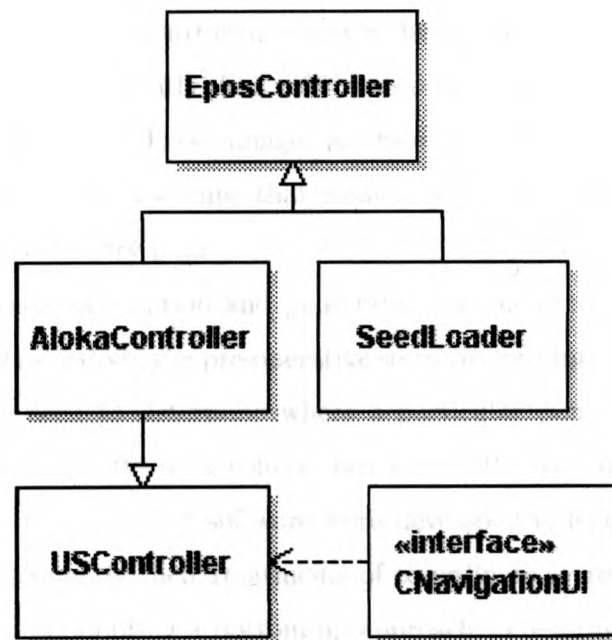 EposController
AlokaController
SeedLoader
USController
«interface»
CNavigationUI